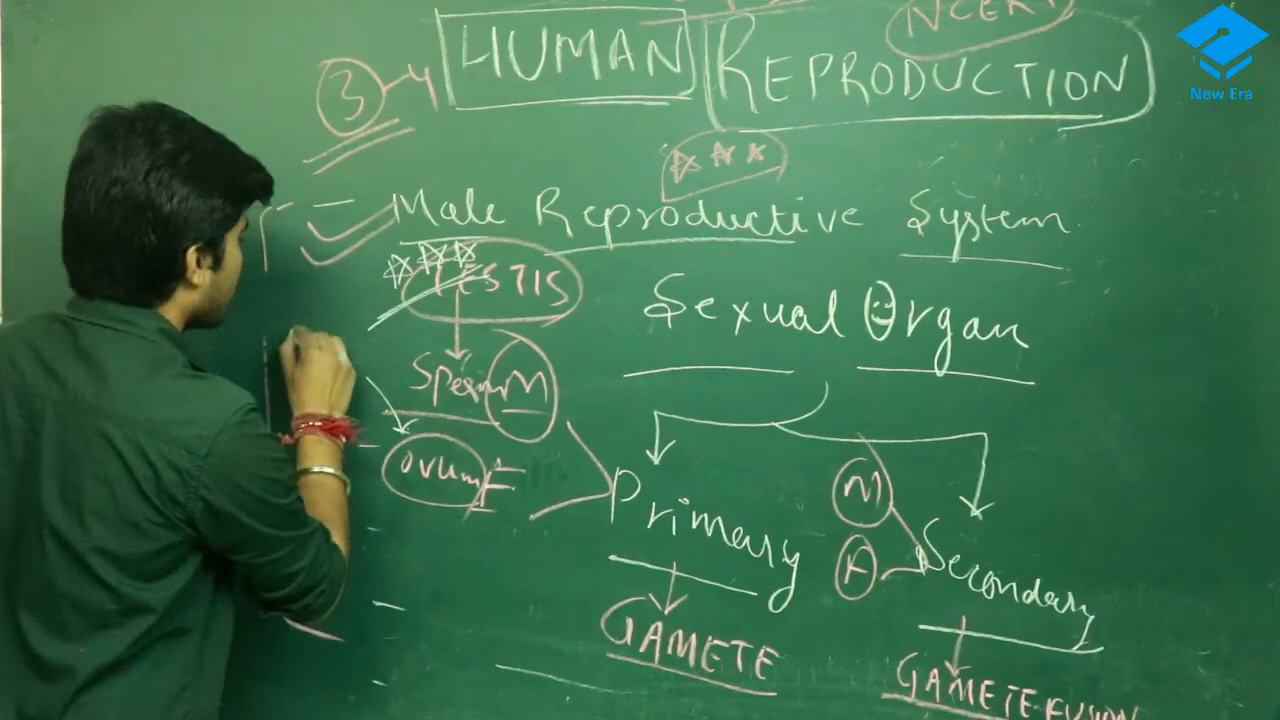 NCERT
New Era
3-4
HUMAN REPRODUCTION
Male Reproductive System
TESTIS
Sexual Organ
Sperm M
Ovum F
Primary
M
F
Secondary
GAMETE
GAMETE FUSION